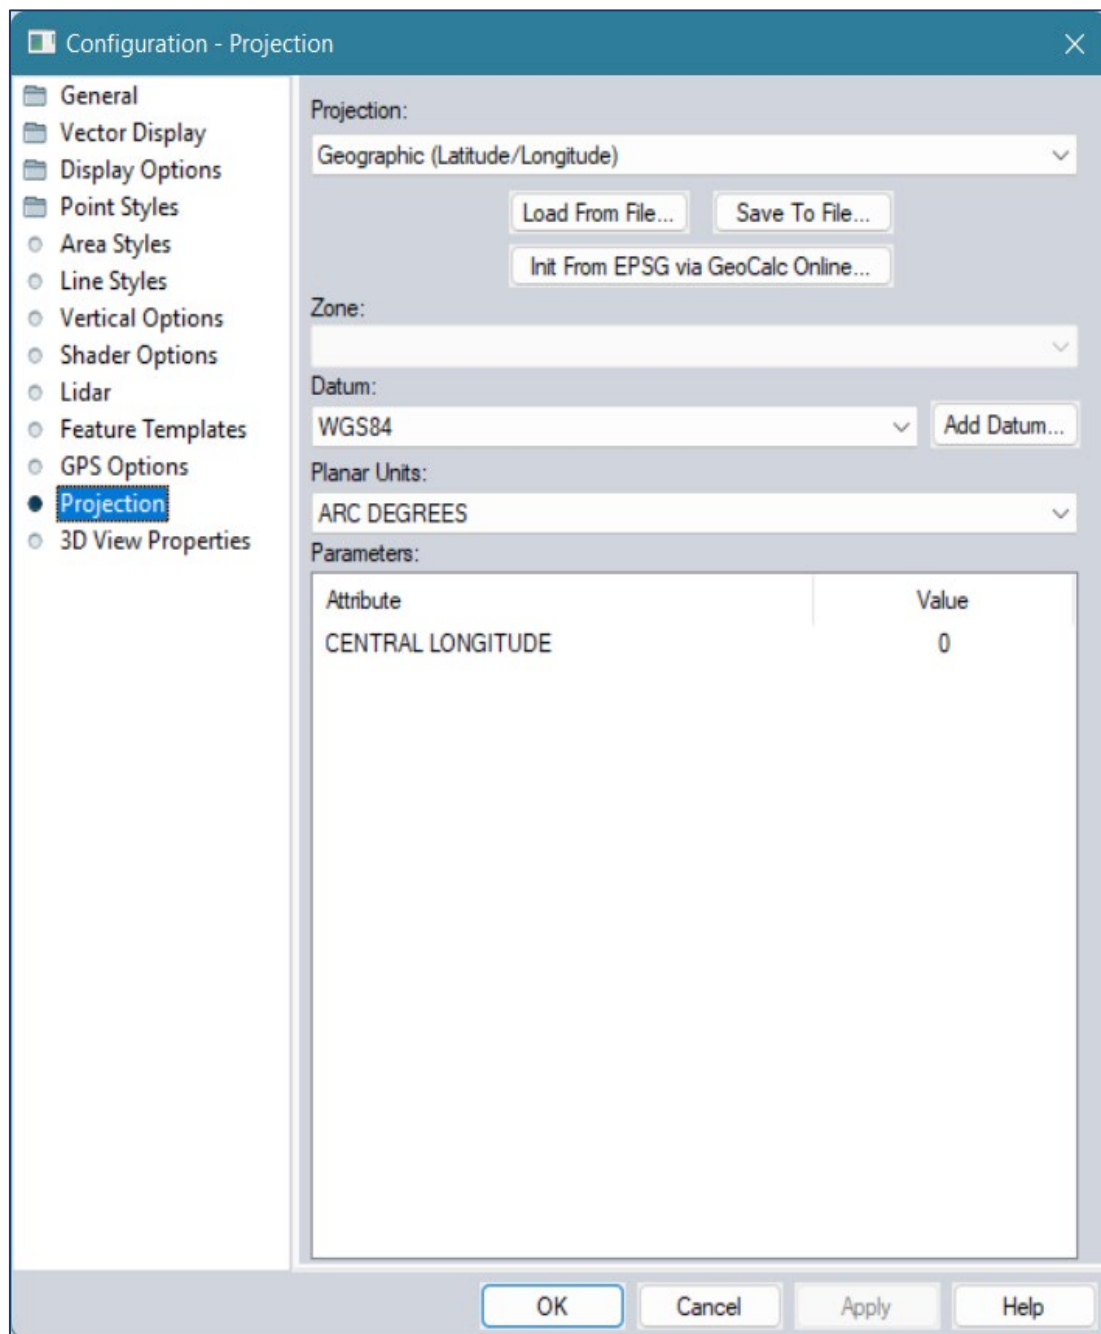 Configuration - Projection
General
Vector Display
Display Options
Point Styles
Area Styles
Line Styles
Vertical Options
Shader Options
Lidar
Feature Templates
GPS Options
Projection
3D View Properties
Projection:
Geographic (Latitude/Longitude)
Load From File... Save To File...
Init From EPSG via GeoCalc Online...
Zone:
Datum:
WGS84 Add Datum...
Planar Units:
ARC DEGREES
Parameters:
Attribute Value
CENTRAL LONGITUDE 0
OK Cancel Apply Help